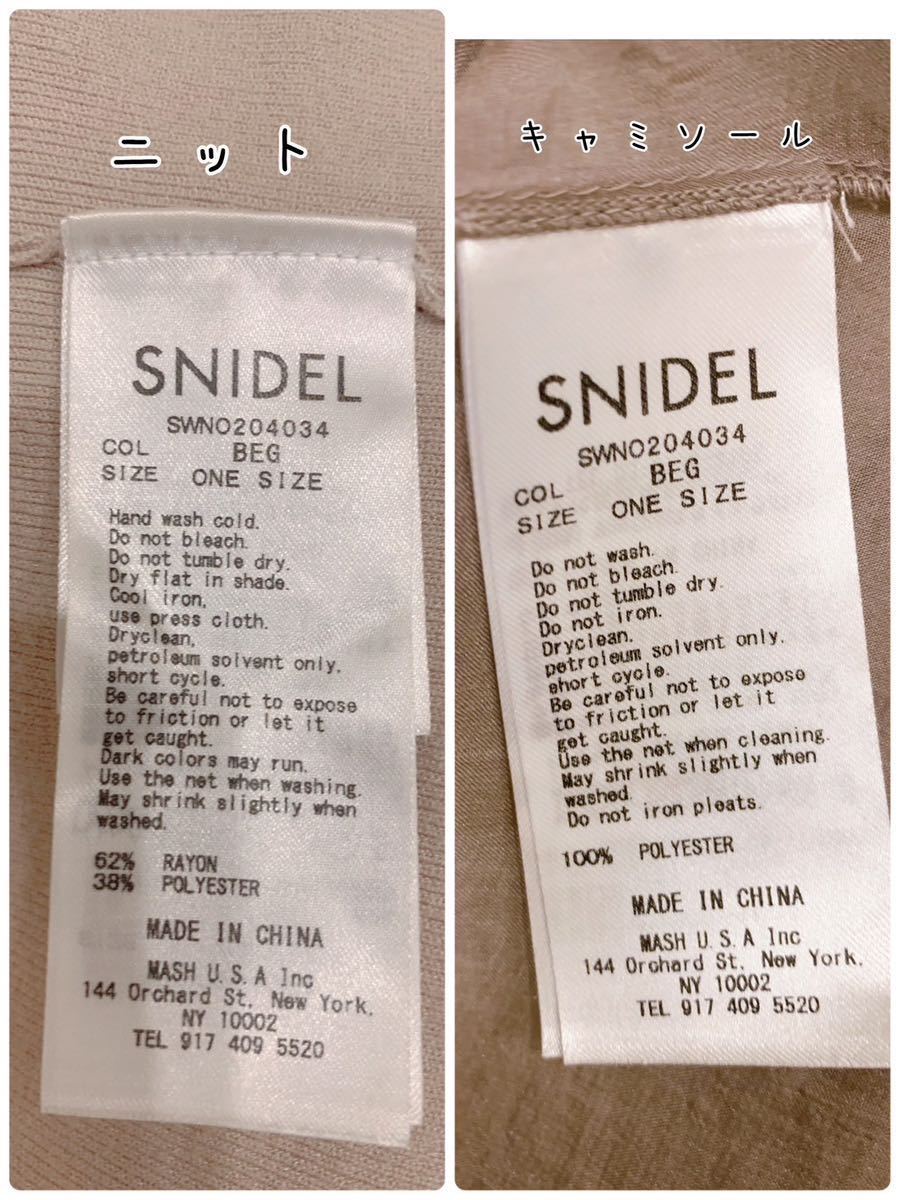 ニット
SNIDEL
SWNO204034
COL BEG
SIZE ONE SIZE
Hand wash cold.
Do not bleach.
Do not tumble dry.
Dry flat in shade.
Cool iron,
use press cloth.
Dryclean,
petroleum solvent only,
short cycle.
Be careful not to expose
to friction or let it
get caught.
Dark colors may run.
Use the net when washing.
May shrink slightly when
washed.
62% RAYON
38% POLYESTER
MADE IN CHINA
MASH U.S.A Inc
144 Orchard St, New York,
NY 10002
TEL 917 409 5520
キャミソール
SNIDEL
SWNO204034
COL BEG
SIZE ONE SIZE
Do not wash.
Do not bleach.
Do not tumble dry.
Do not iron.
Dryclean.
petroleum solvent only.
short cycle.
Be careful not to expose
to friction or let it
get caught.
Use the net when cleaning.
May shrink slightly when
washed.
Do not iron pleats.
100% POLYESTER
MADE IN CHINA
MASH U.S.A Inc
144 Orchard St. New York.
NY 10002
TEL 917 409 5520